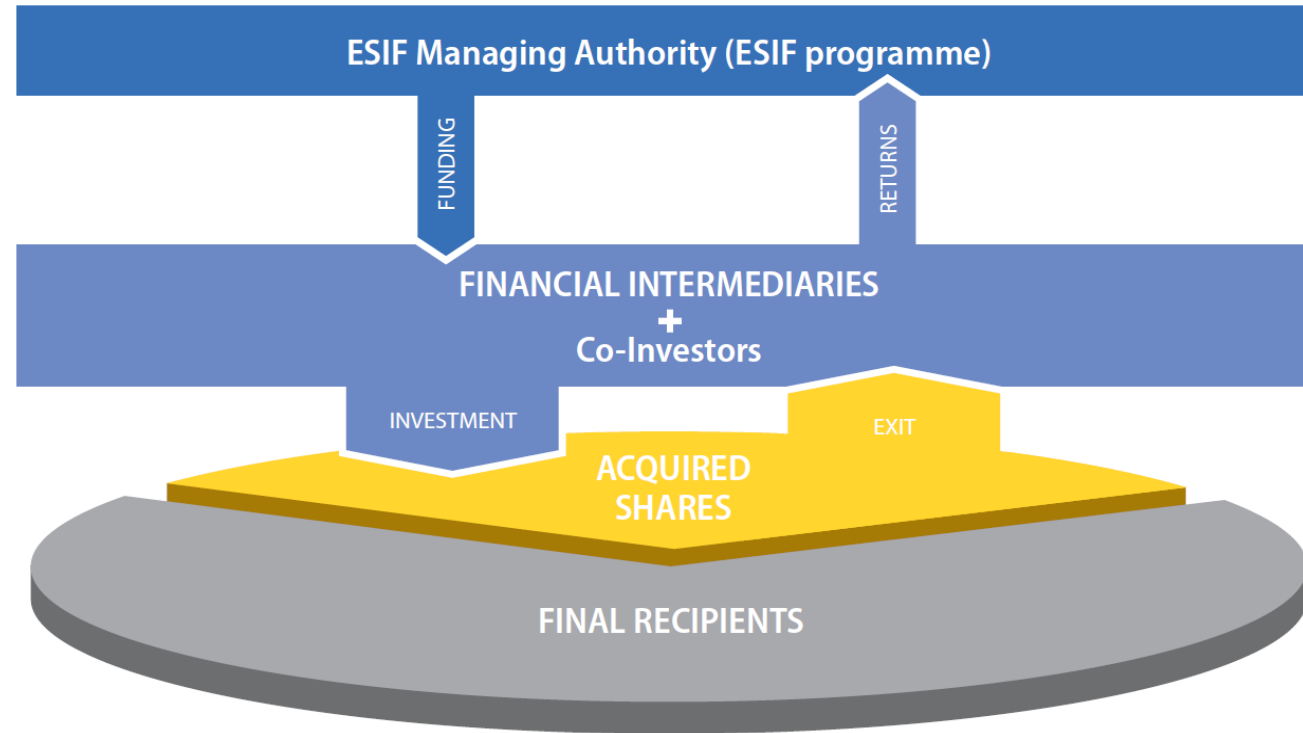 ESIF Managing Authority (ESIF programme)
FUNDING
RETURNS
FINANCIAL INTERMEDIARIES
+
Co-Investors
INVESTMENT
EXIT
ACQUIRED
SHARES
FINAL RECIPIENTS